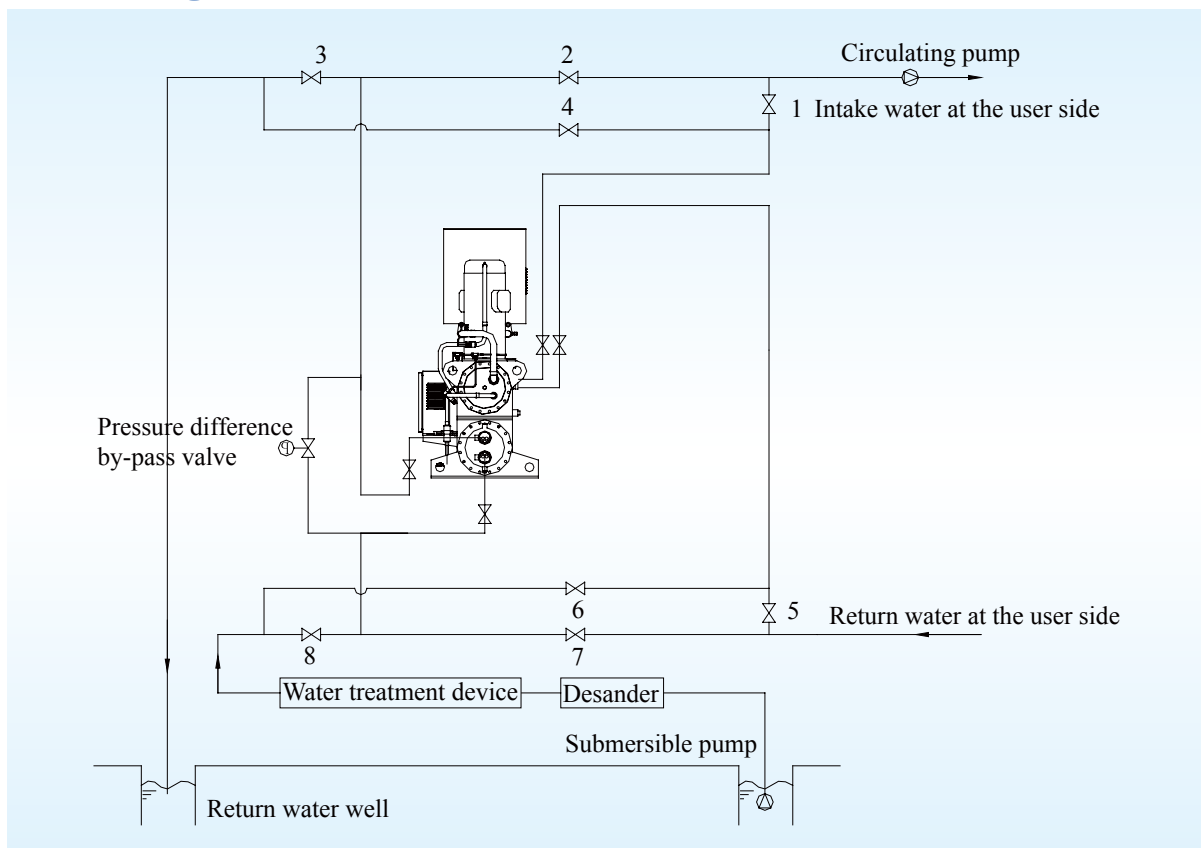 3
2
Circulating pump
4
1 Intake water at the user side
Pressure difference
by-pass valve
6
5
Return water at the user side
8
7
Water treatment device
Desander
Submersible pump
Return water well